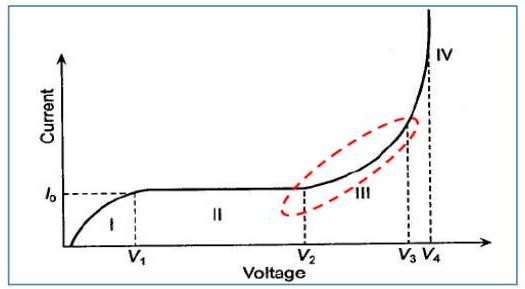 Current
IV
I₀
I
II
III
V₁
V₂
V₃
V₄
Voltage